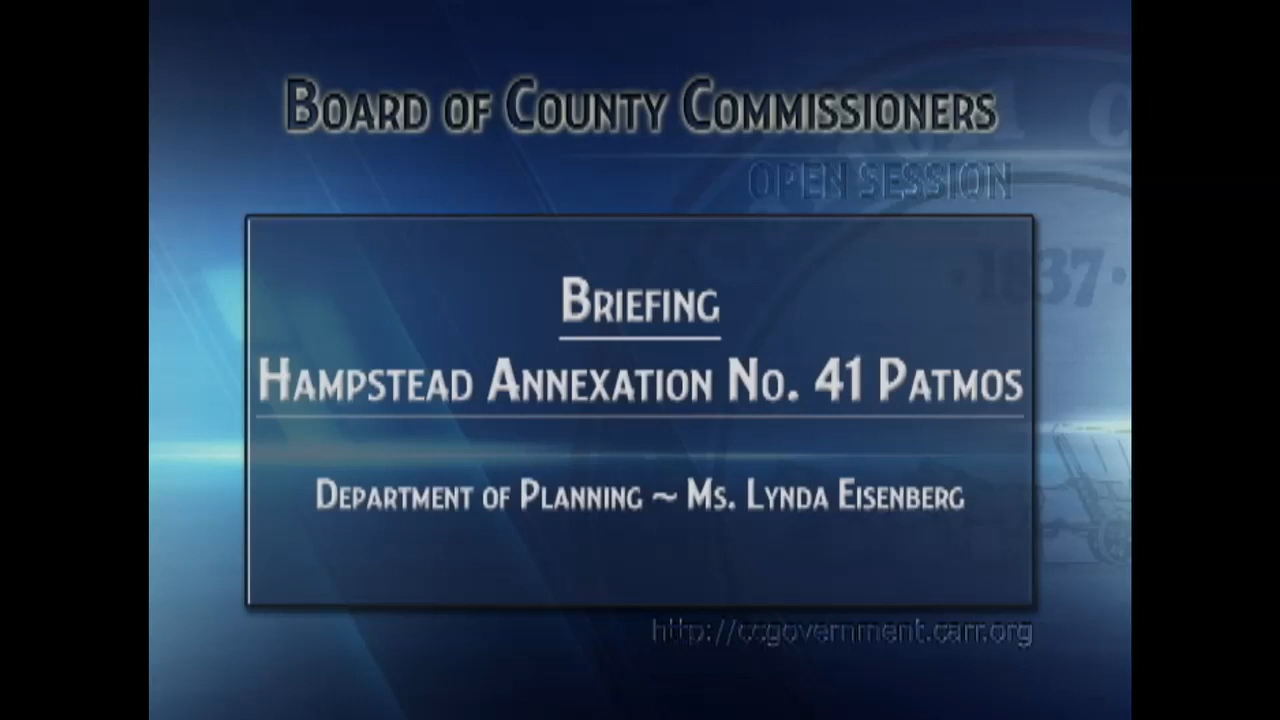 Board of County Commissioners
OPEN SESSION
Briefing
Hampstead Annexation No. 41 Patmos
Department of Planning ~ Ms. Lynda Eisenberg
http://ccgovernment.carr.org
1837